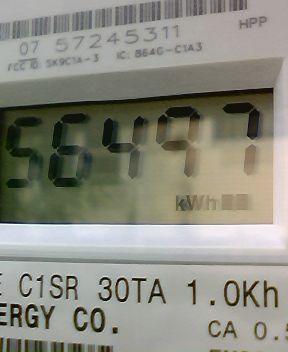 07 57245311
HPP
FCC ID: SK9C1A-3 IC: 864G-C1A3
56497
kWh
C1SR 30TA 1.0Kh
ERGY CO.
CA 0.5